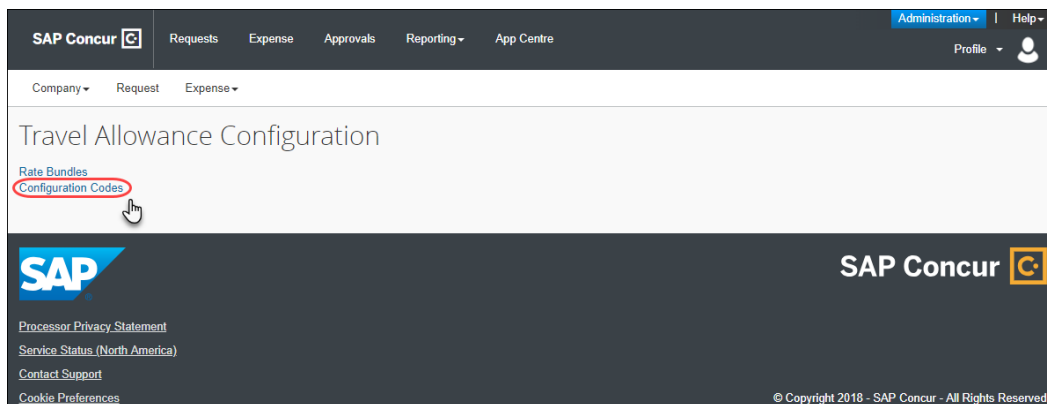 Administration | Help
SAP Concur C Requests Expense Approvals Reporting App Centre
Profile
Company Request Expense
Travel Allowance Configuration
Rate Bundles
Configuration Codes
SAP
SAP Concur C
Processor Privacy Statement
Service Status (North America)
Contact Support
Cookie Preferences
© Copyright 2018 - SAP Concur - All Rights Reserved